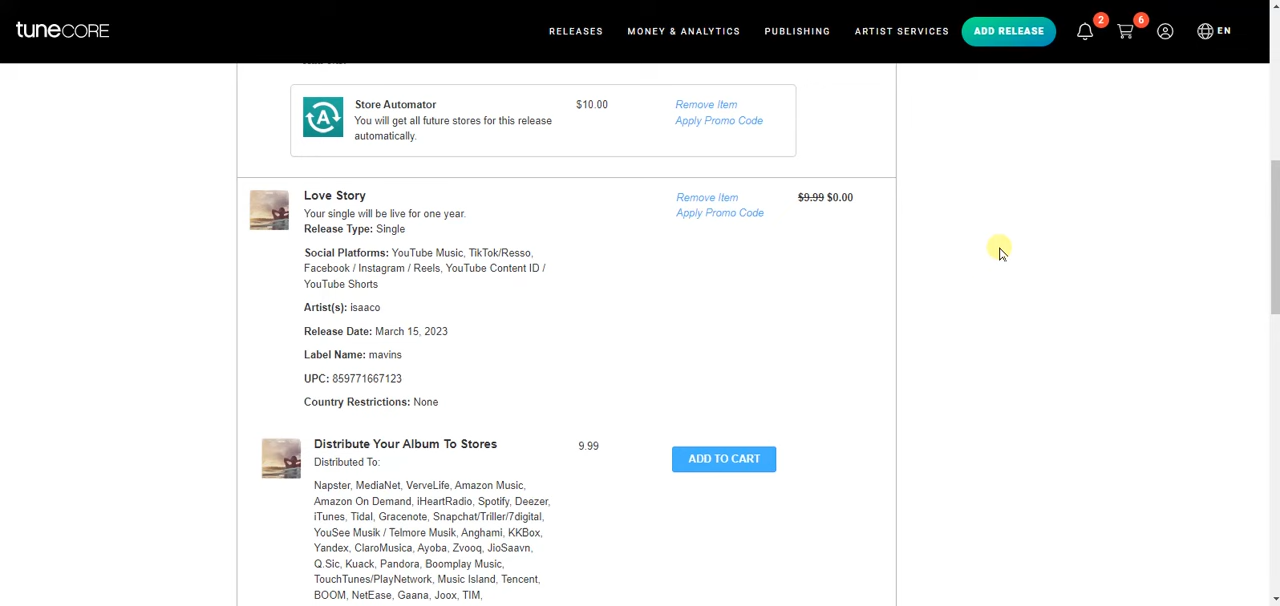 tunecore
RELEASES
MONEY & ANALYTICS
PUBLISHING
ARTIST SERVICES
ADD RELEASE
2
6
EN
A
Store Automator
$10.00
Remove Item
You will get all future stores for this release
automatically.
Apply Promo Code
Love Story
Remove Item
$9.99 $0.00
Your single will be live for one year.
Apply Promo Code
Release Type: Single
Social Platforms: YouTube Music, TikTok/Resso,
Facebook / Instagram / Reels, YouTube Content ID /
YouTube Shorts
Artist(s): isaaco
Release Date: March 15, 2023
Label Name: mavins
UPC: 859771667123
Country Restrictions: None
Distribute Your Album To Stores
9.99
ADD TO CART
Distributed To:
Napster, MediaNet, VerveLife, Amazon Music,
Amazon On Demand, iHeartRadio, Spotify, Deezer,
iTunes, Tidal, Gracenote, Snapchat/Triller/7digital,
YouSee Musik / Telmore Musik, Anghami, KKBox,
Yandex, ClaroMusica, Ayoba, Zvooq, JioSaavn,
Q.Sic, Kuack, Pandora, Boomplay Music,
TouchTunes/PlayNetwork, Music Island, Tencent,
BOOM, NetEase, Gaana, Joox, TIM,